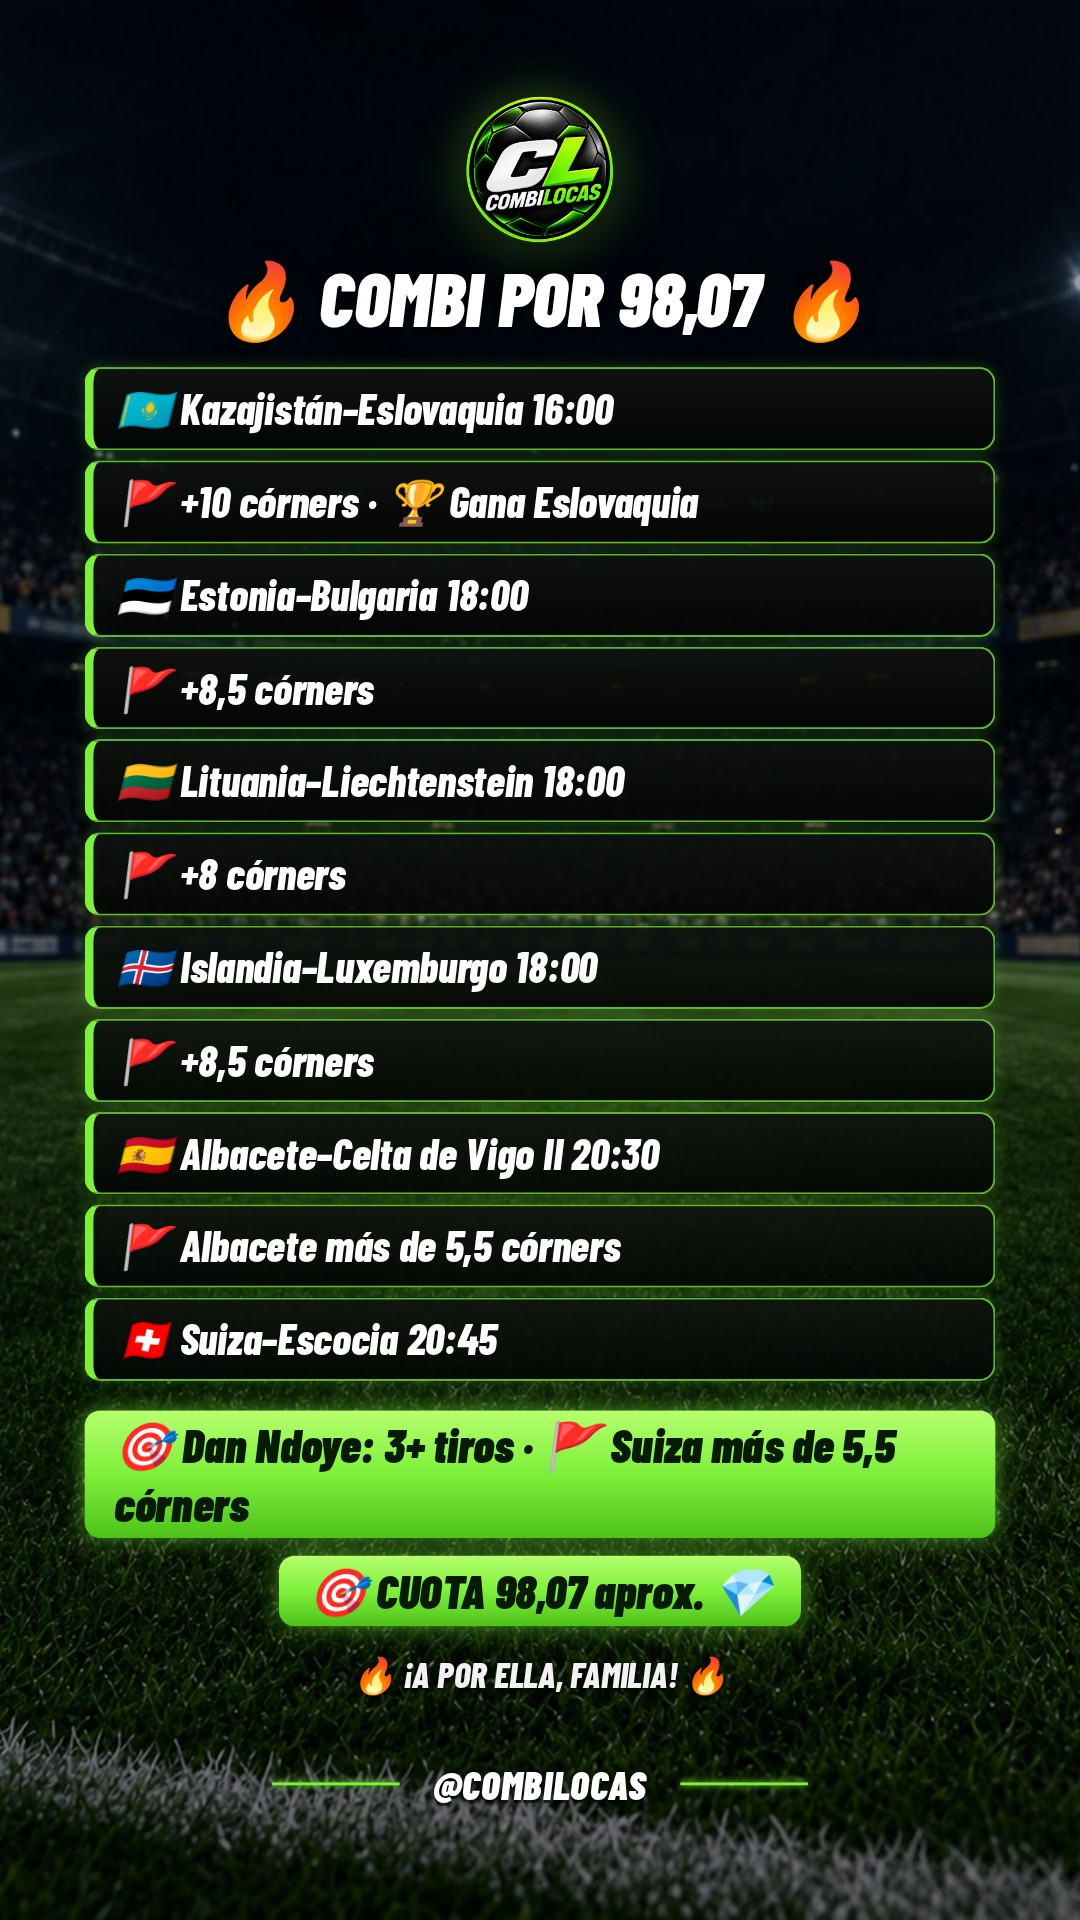 CL
COMBILOCAS
🔥 COMBI POR 98,07 🔥
🇰🇿 Kazajistán-Eslovaquia 16:00
🚩 +10 córners · 🏆 Gana Eslovaquia
🇪🇪 Estonia-Bulgaria 18:00
🚩 +8,5 córners
🇱🇹 Lituania-Liechtenstein 18:00
🚩 +8 córners
🇮🇸 Islandia-Luxemburgo 18:00
🚩 +8,5 córners
🇪🇸 Albacete-Celta de Vigo II 20:30
🚩 Albacete más de 5,5 córners
🇨🇭 Suiza-Escocia 20:45
🎯 Dan Ndoye: 3+ tiros · 🚩 Suiza más de 5,5
córners
🎯 CUOTA 98,07 aprox. 💎
🔥 ¡A POR ELLA, FAMILIA! 🔥
@COMBILOCAS